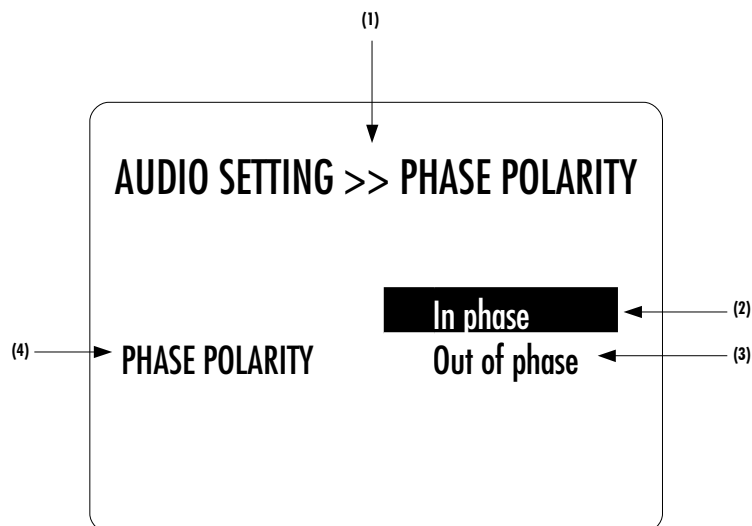 (1)
AUDIO SETTING >> PHASE POLARITY
In phase
(2)
(4)
PHASE POLARITY
Out of phase
(3)